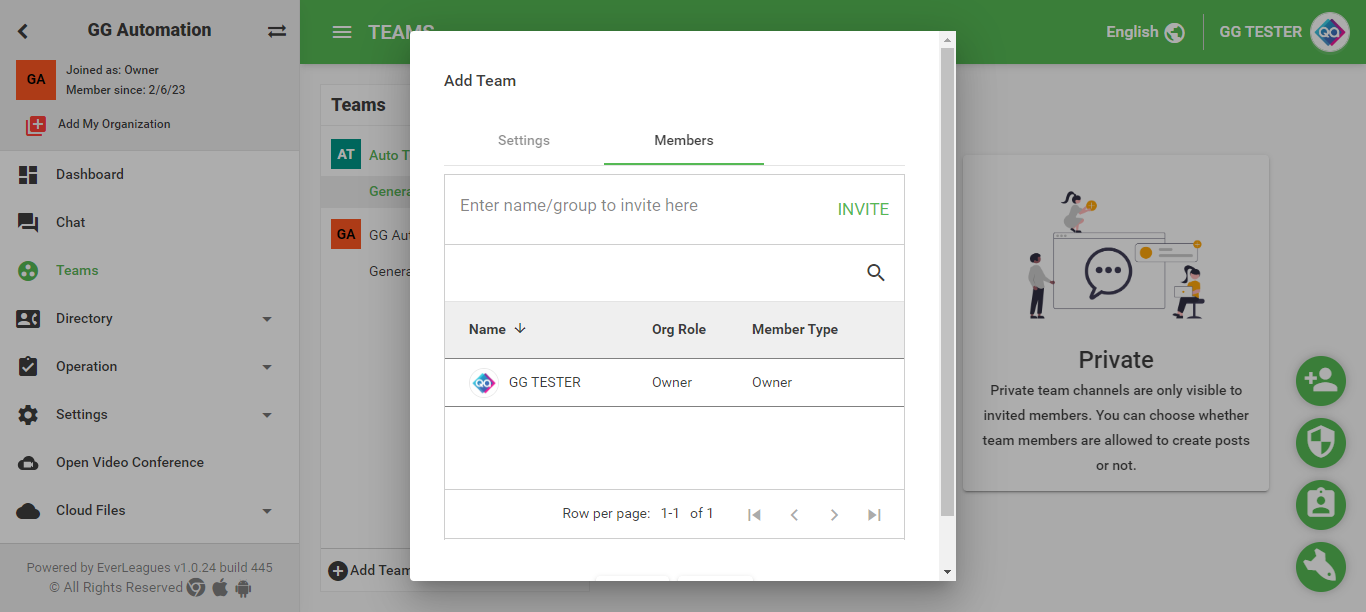 GG Automation
GA
Joined as: Owner
Member since: 2/6/23
Add My Organization
Dashboard
Chat
Teams
Directory
Operation
Settings
Open Video Conference
Cloud Files
Powered by EverLeagues v1.0.24 build 445
© All Rights Reserved
TEAMS
English
GG TESTER
QA
Teams
AT
Auto T
Genera
GA
GG Au
Genera
Add Team
Add Team
Settings
Members
Enter name/group to invite here
INVITE
Name
Org Role
Member Type
QA
GG TESTER
Owner
Owner
Row per page: 1-1 of 1
Private
Private team channels are only visible to
invited members. You can choose whether
team members are allowed to create posts
or not.